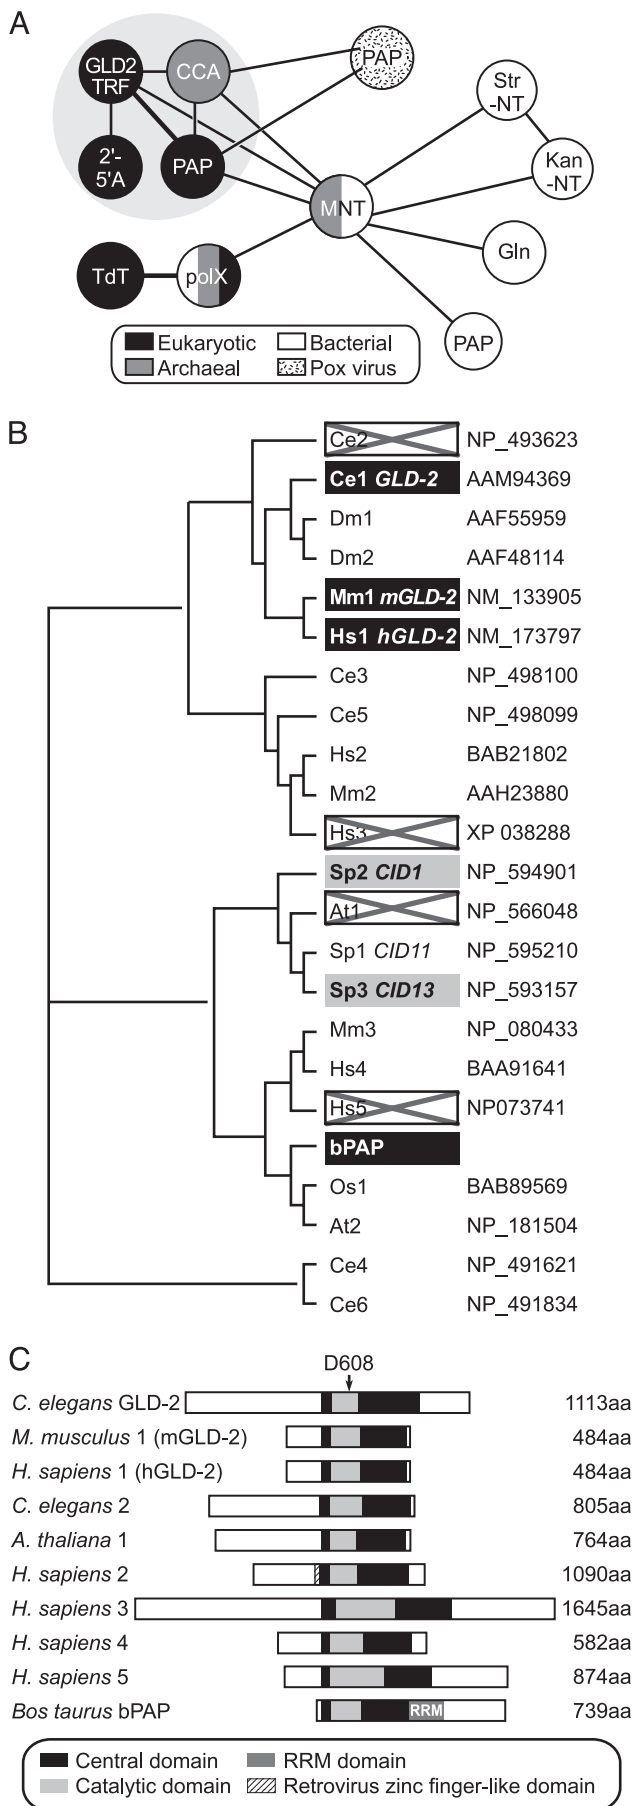 A
GLD2
TRF
CCA
PAP
Str
-NT
2'-
5'A
PAP
Kan
-NT
MNT
Gln
TdT
polX
PAP
Eukaryotic
Bacterial
Archaeal
Pox virus
B
Ce2 NP_493623
Ce1 GLD-2 AAM94369
Dm1 AAF55959
Dm2 AAF48114
Mm1 mGLD-2 NM_133905
Hs1 hGLD-2 NM_173797
Ce3 NP_498100
Ce5 NP_498099
Hs2 BAB21802
Mm2 AAH23880
Hs3 XP 038288
Sp2 CID1 NP_594901
At1 NP_566048
Sp1 CID11 NP_595210
Sp3 CID13 NP_593157
Mm3 NP_080433
Hs4 BAA91641
Hs5 NP073741
bPAP
Os1 BAB89569
At2 NP_181504
Ce4 NP_491621
Ce6 NP_491834
C
D608
C. elegans GLD-2 1113aa
M. musculus 1 (mGLD-2) 484aa
H. sapiens 1 (hGLD-2) 484aa
C. elegans 2 805aa
A. thaliana 1 764aa
H. sapiens 2 1090aa
H. sapiens 3 1645aa
H. sapiens 4 582aa
H. sapiens 5 874aa
Bos taurus bPAP RRM 739aa
Central domain
RRM domain
Catalytic domain
Retrovirus zinc finger-like domain